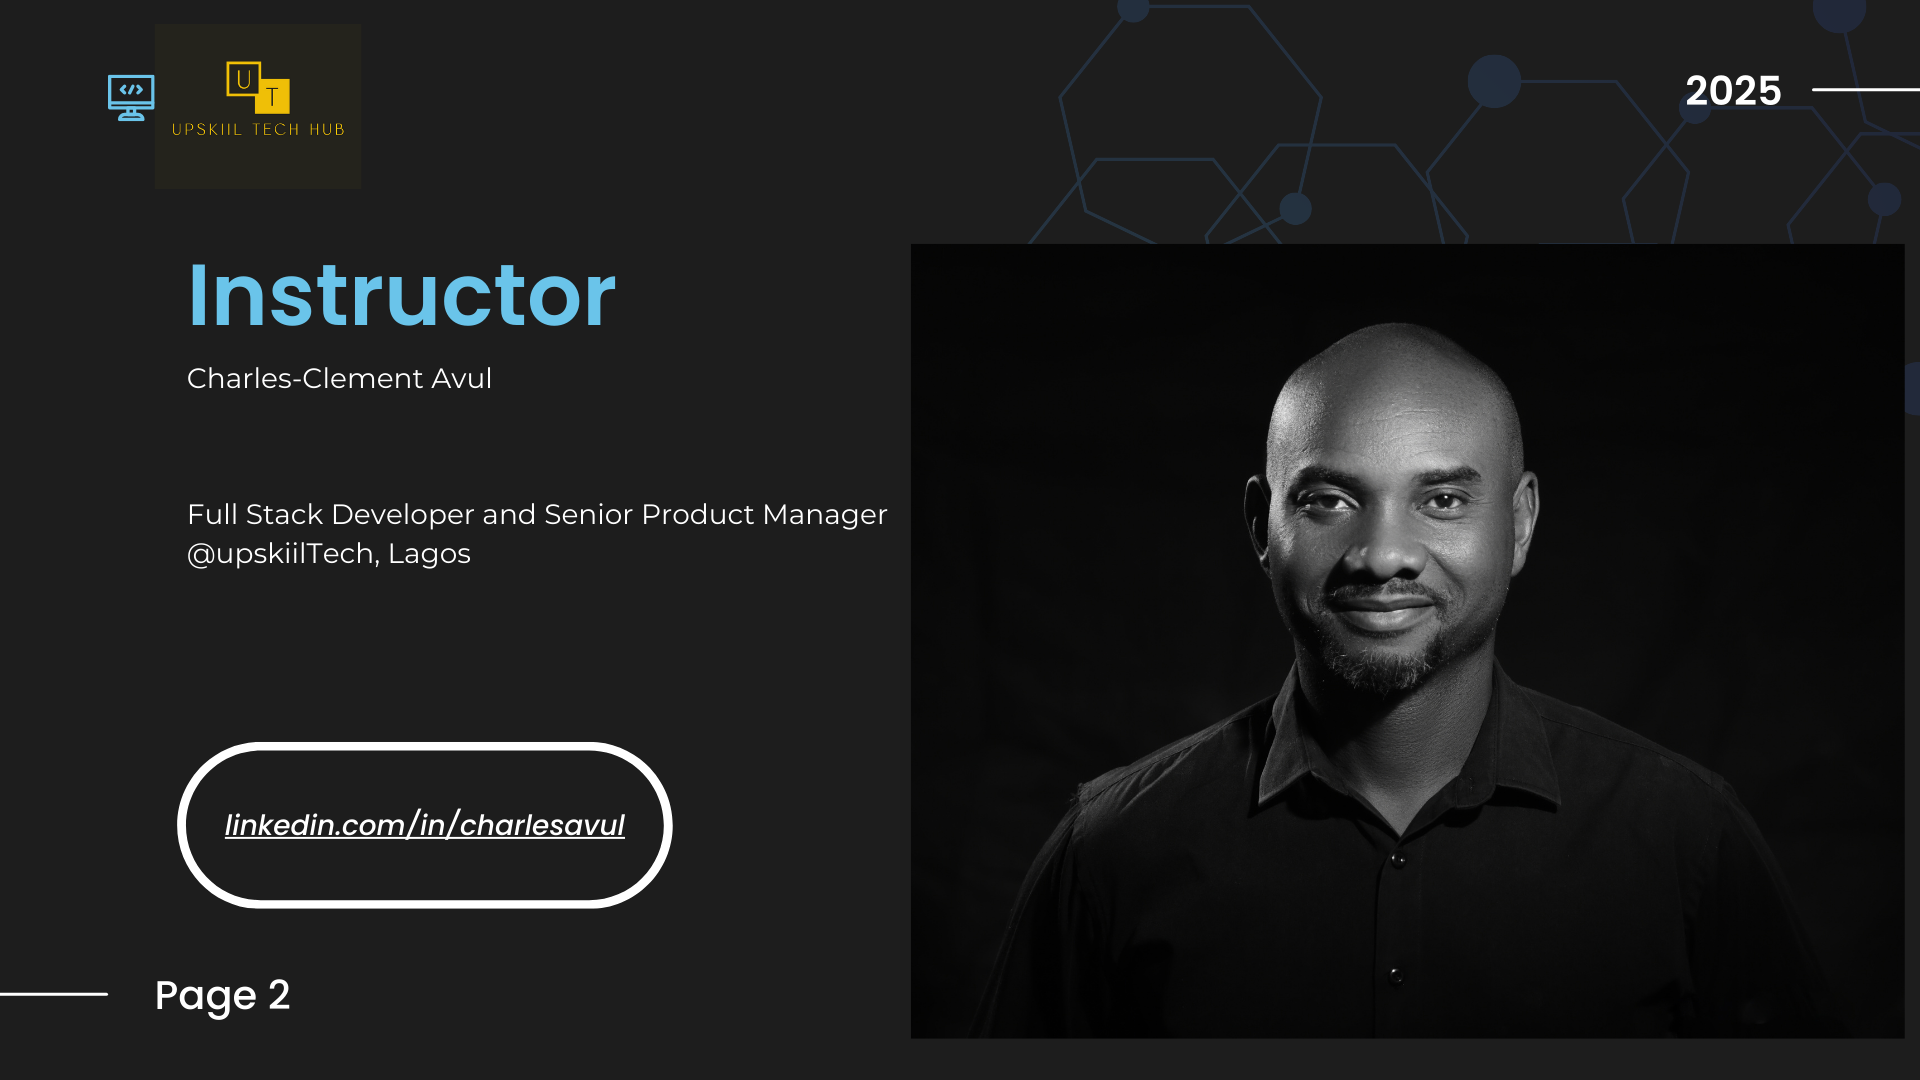 </>
U
T
UPSKIIL TECH HUB
2025
Instructor
Charles-Clement Avul
Full Stack Developer and Senior Product Manager
@upskiilTech, Lagos
linkedin.com/in/charlesavul
Page 2